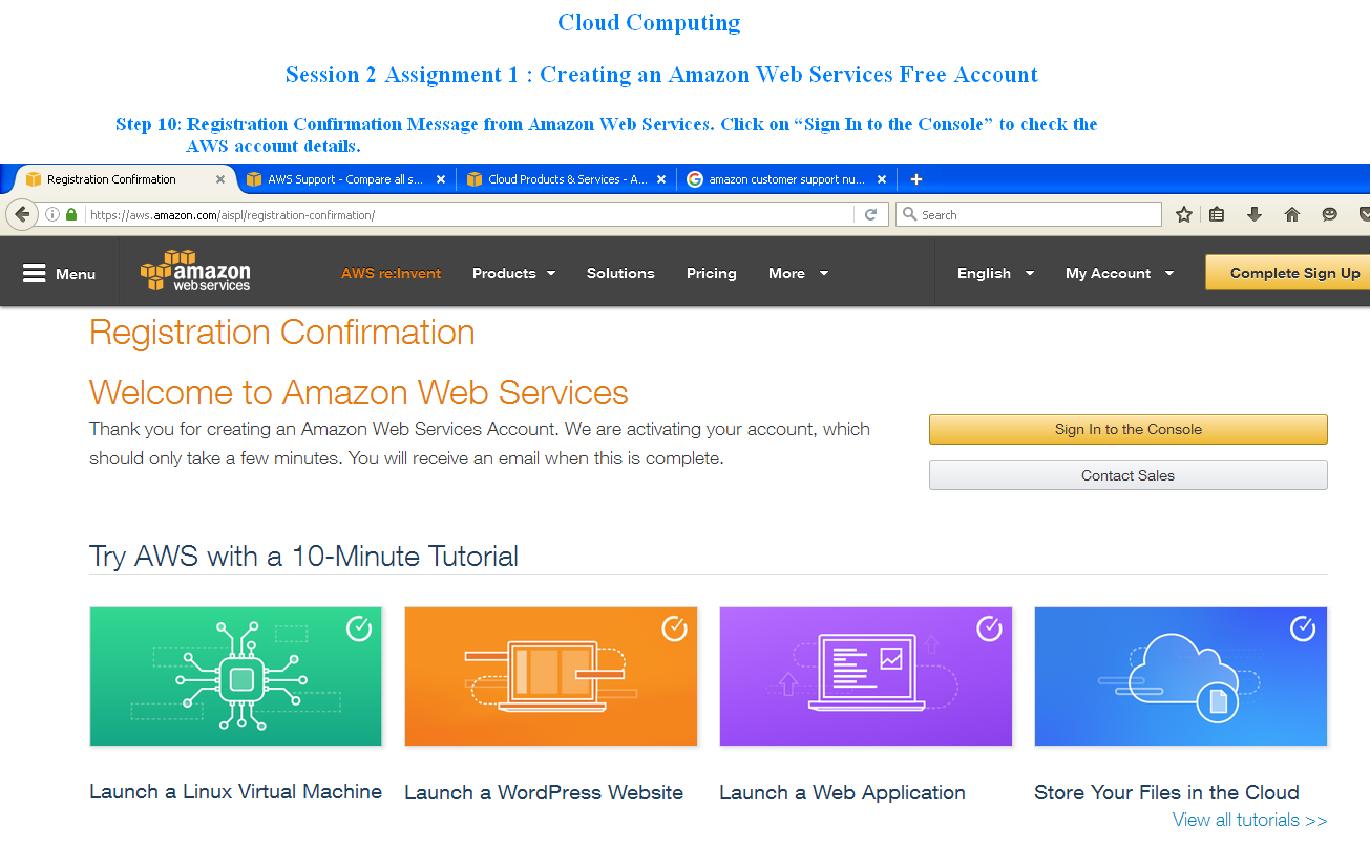 Cloud Computing
Session 2 Assignment 1 : Creating an Amazon Web Services Free Account
Step 10: Registration Confirmation Message from Amazon Web Services. Click on “Sign In to the Console” to check the
AWS account details.
Registration Confirmation
AWS Support - Compare all s...
Cloud Products & Services - A...
amazon customer support nu...
https://aws.amazon.com/aispl/registration-confirmation/
Search
Menu
amazon
web services
AWS re:Invent
Products
Solutions
Pricing
More
English
My Account
Complete Sign Up
Registration Confirmation
Welcome to Amazon Web Services
Thank you for creating an Amazon Web Services Account. We are activating your account, which
should only take a few minutes. You will receive an email when this is complete.
Sign In to the Console
Contact Sales
Try AWS with a 10-Minute Tutorial
Launch a Linux Virtual Machine
Launch a WordPress Website
Launch a Web Application
Store Your Files in the Cloud
View all tutorials >>